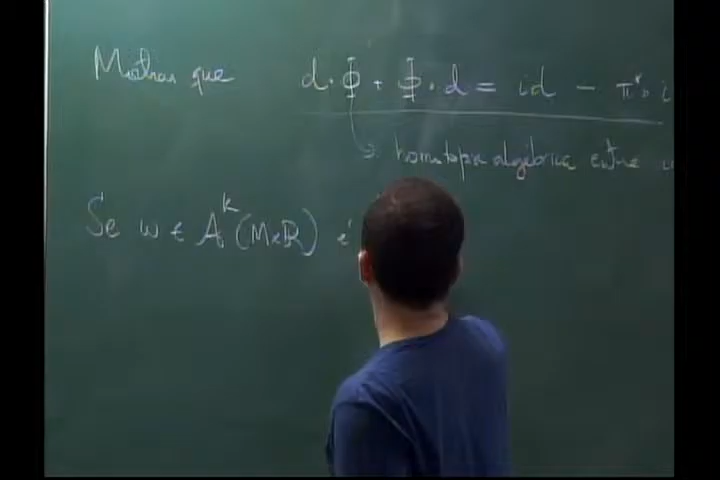 Mostrar que d·Φ + Φ·d = id - π*∘ i
homotopia algébrica entre
Se ω ∈ A^k (M×R) é